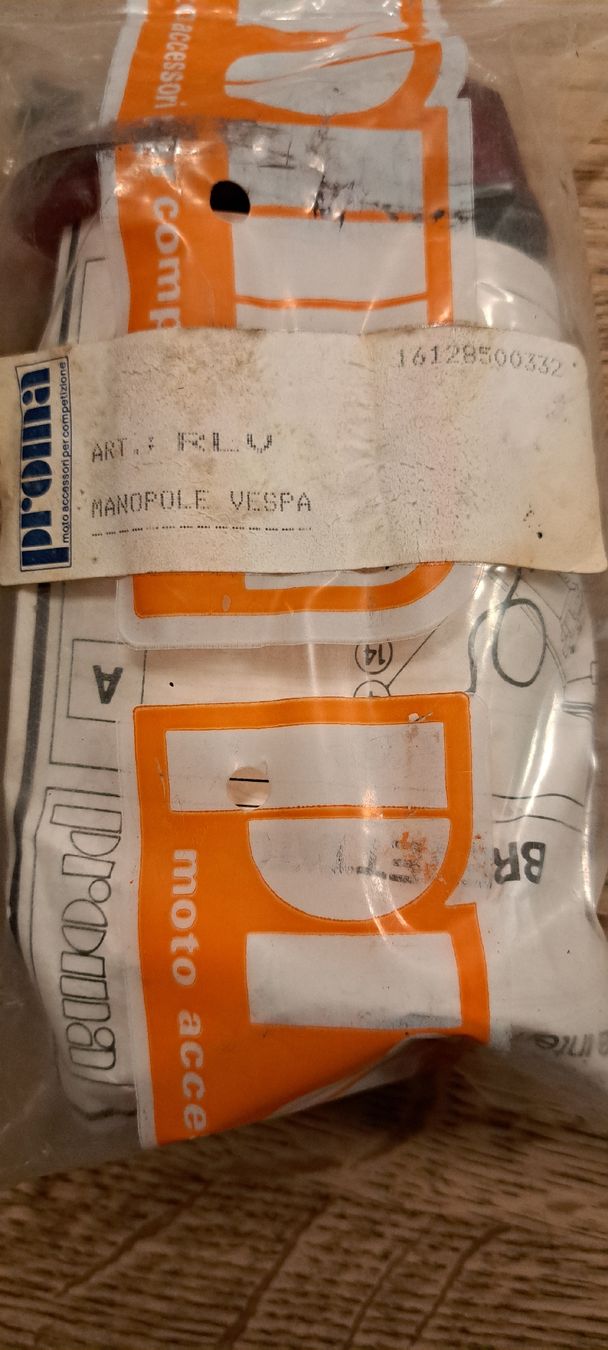 accessori
comp
16128500332
proma
moto accessori per competizione
ART.: RLV
MANOPOLE VESPA
14
A
proma
BR
moto acce